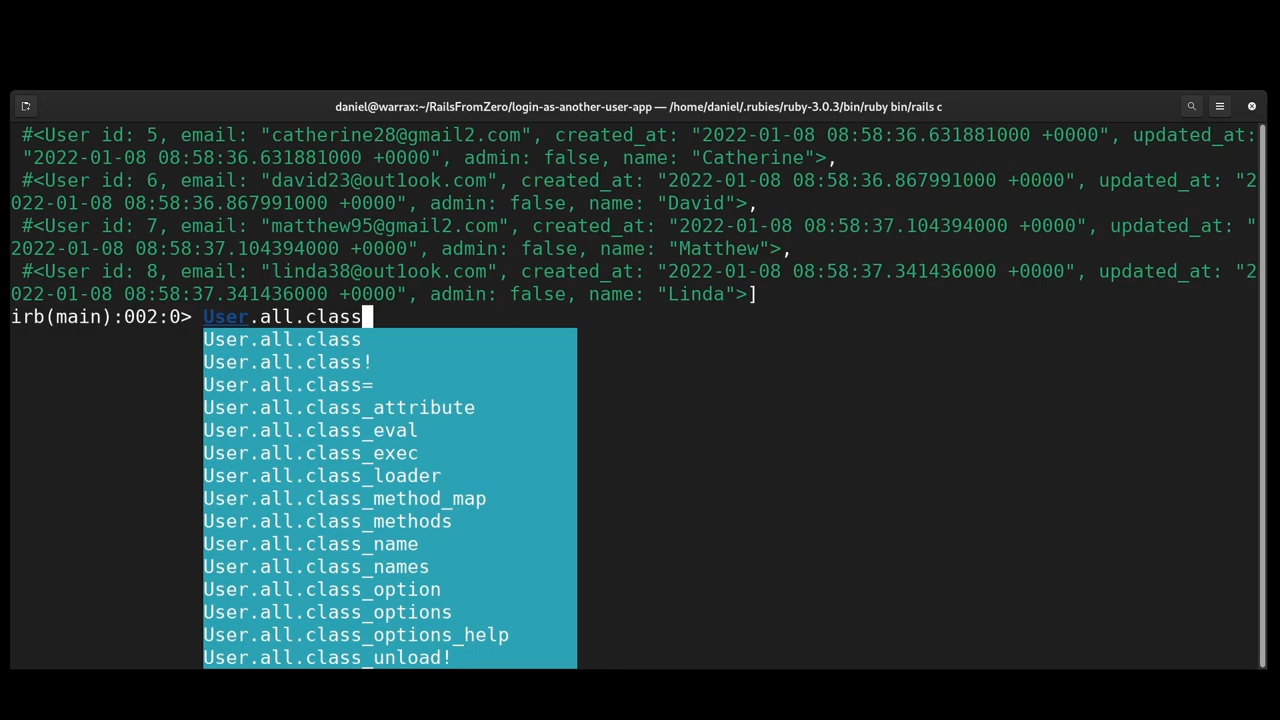 daniel@warrax:~/RailsFromZero/login-as-another-user-app — /home/daniel/.rubies/ruby-3.0.3/bin/ruby bin/rails c
#<User id: 5, email: "catherine28@gmail2.com", created_at: "2022-01-08 08:58:36.631881000 +0000", updated_at:
"2022-01-08 08:58:36.631881000 +0000", admin: false, name: "Catherine">,
#<User id: 6, email: "david23@out1ook.com", created_at: "2022-01-08 08:58:36.867991000 +0000", updated_at: "2
022-01-08 08:58:36.867991000 +0000", admin: false, name: "David">,
#<User id: 7, email: "matthew95@gmail2.com", created_at: "2022-01-08 08:58:37.104394000 +0000", updated_at: "
2022-01-08 08:58:37.104394000 +0000", admin: false, name: "Matthew">,
#<User id: 8, email: "linda38@out1ook.com", created_at: "2022-01-08 08:58:37.341436000 +0000", updated_at: "2
022-01-08 08:58:37.341436000 +0000", admin: false, name: "Linda">]
irb(main):002:0> User.all.class
User.all.class
User.all.class!
User.all.class=
User.all.class_attribute
User.all.class_eval
User.all.class_exec
User.all.class_loader
User.all.class_method_map
User.all.class_methods
User.all.class_name
User.all.class_names
User.all.class_option
User.all.class_options
User.all.class_options_help
User.all.class_unload!